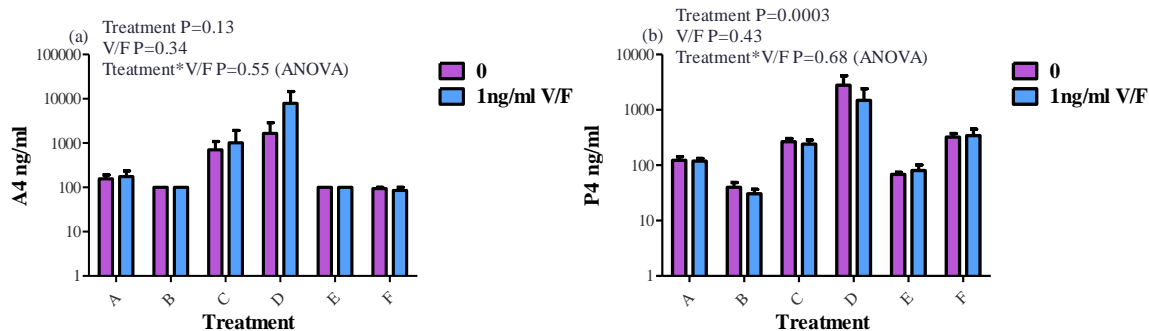 (a)
Treatment P=0.13
V/F P=0.34
Tteatment*V/F P=0.55 (ANOVA)
100000
10000
1000
100
10
1
A4 ng/ml
A B C D E F
Treatment
0
1ng/ml V/F
(b)
Treatment P=0.0003
V/F P=0.43
Treatment*V/F P=0.68 (ANOVA)
10000
1000
100
10
1
P4 ng/ml
A B C D E F
Treatment
0
1ng/ml V/F